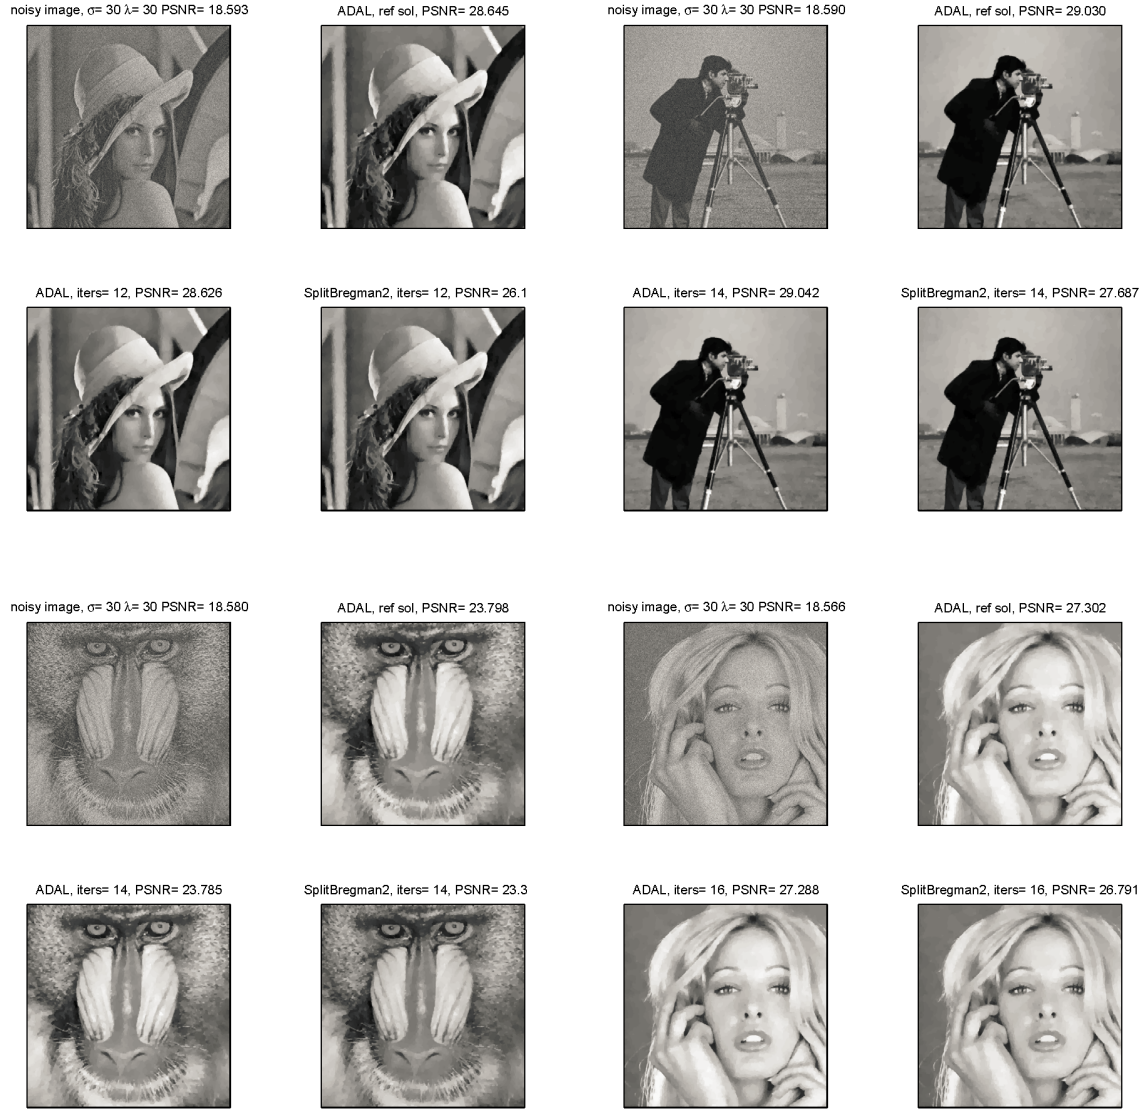 noisy image, σ= 30 λ= 30 PSNR= 18.593
ADAL, ref sol, PSNR= 28.645
noisy image, σ= 30 λ= 30 PSNR= 18.590
ADAL, ref sol, PSNR= 29.030
ADAL, iters= 12, PSNR= 28.626
SplitBregman2, iters= 12, PSNR= 26.1
ADAL, iters= 14, PSNR= 29.042
SplitBregman2, iters= 14, PSNR= 27.687
noisy image, σ= 30 λ= 30 PSNR= 18.580
ADAL, ref sol, PSNR= 23.798
noisy image, σ= 30 λ= 30 PSNR= 18.566
ADAL, ref sol, PSNR= 27.302
ADAL, iters= 14, PSNR= 23.785
SplitBregman2, iters= 14, PSNR= 23.3
ADAL, iters= 16, PSNR= 27.288
SplitBregman2, iters= 16, PSNR= 26.791